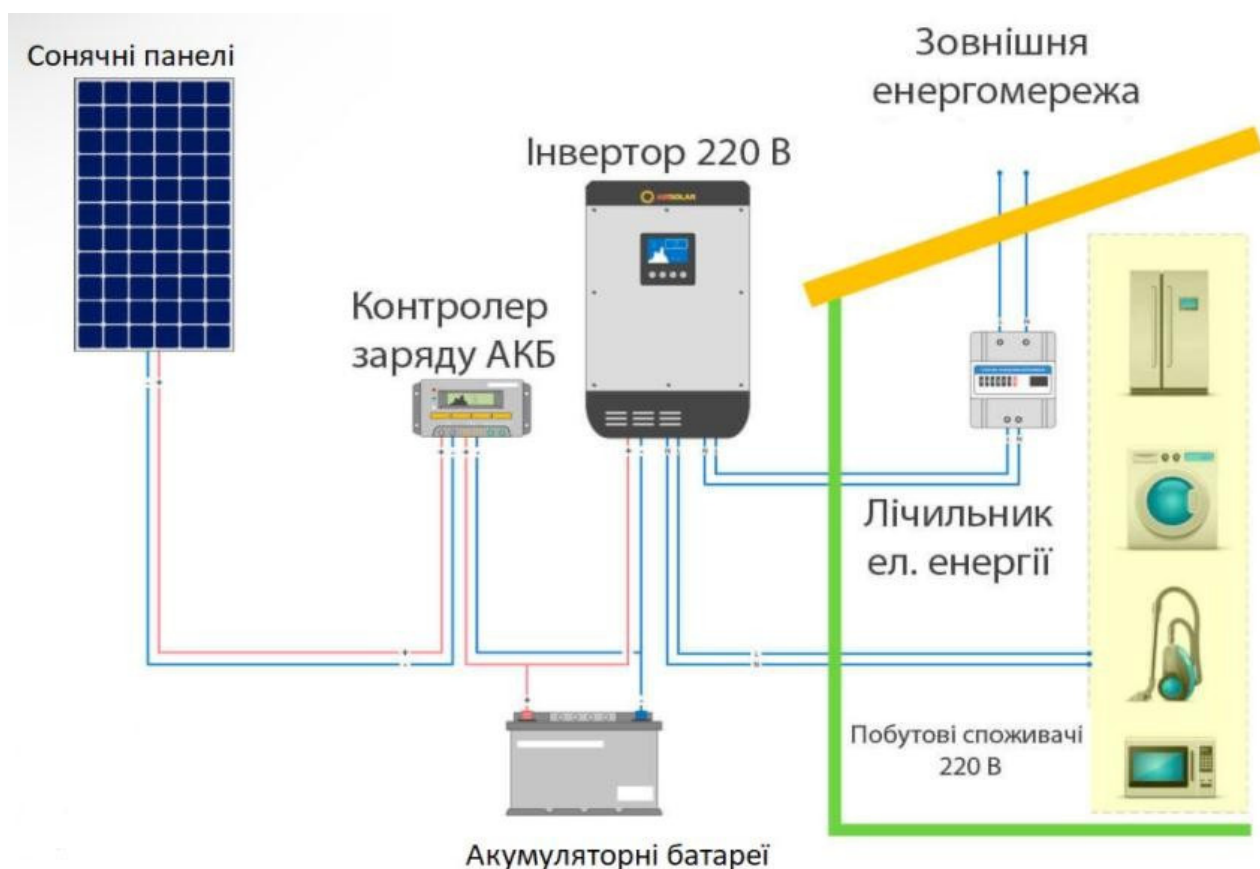 Сонячні панелі
Зовнішня
енергомережа
Інвертор 220 В
Контролер
заряду АКБ
Лічильник
ел. енергії
Побутові споживачі
220 В
Акумуляторні батареї